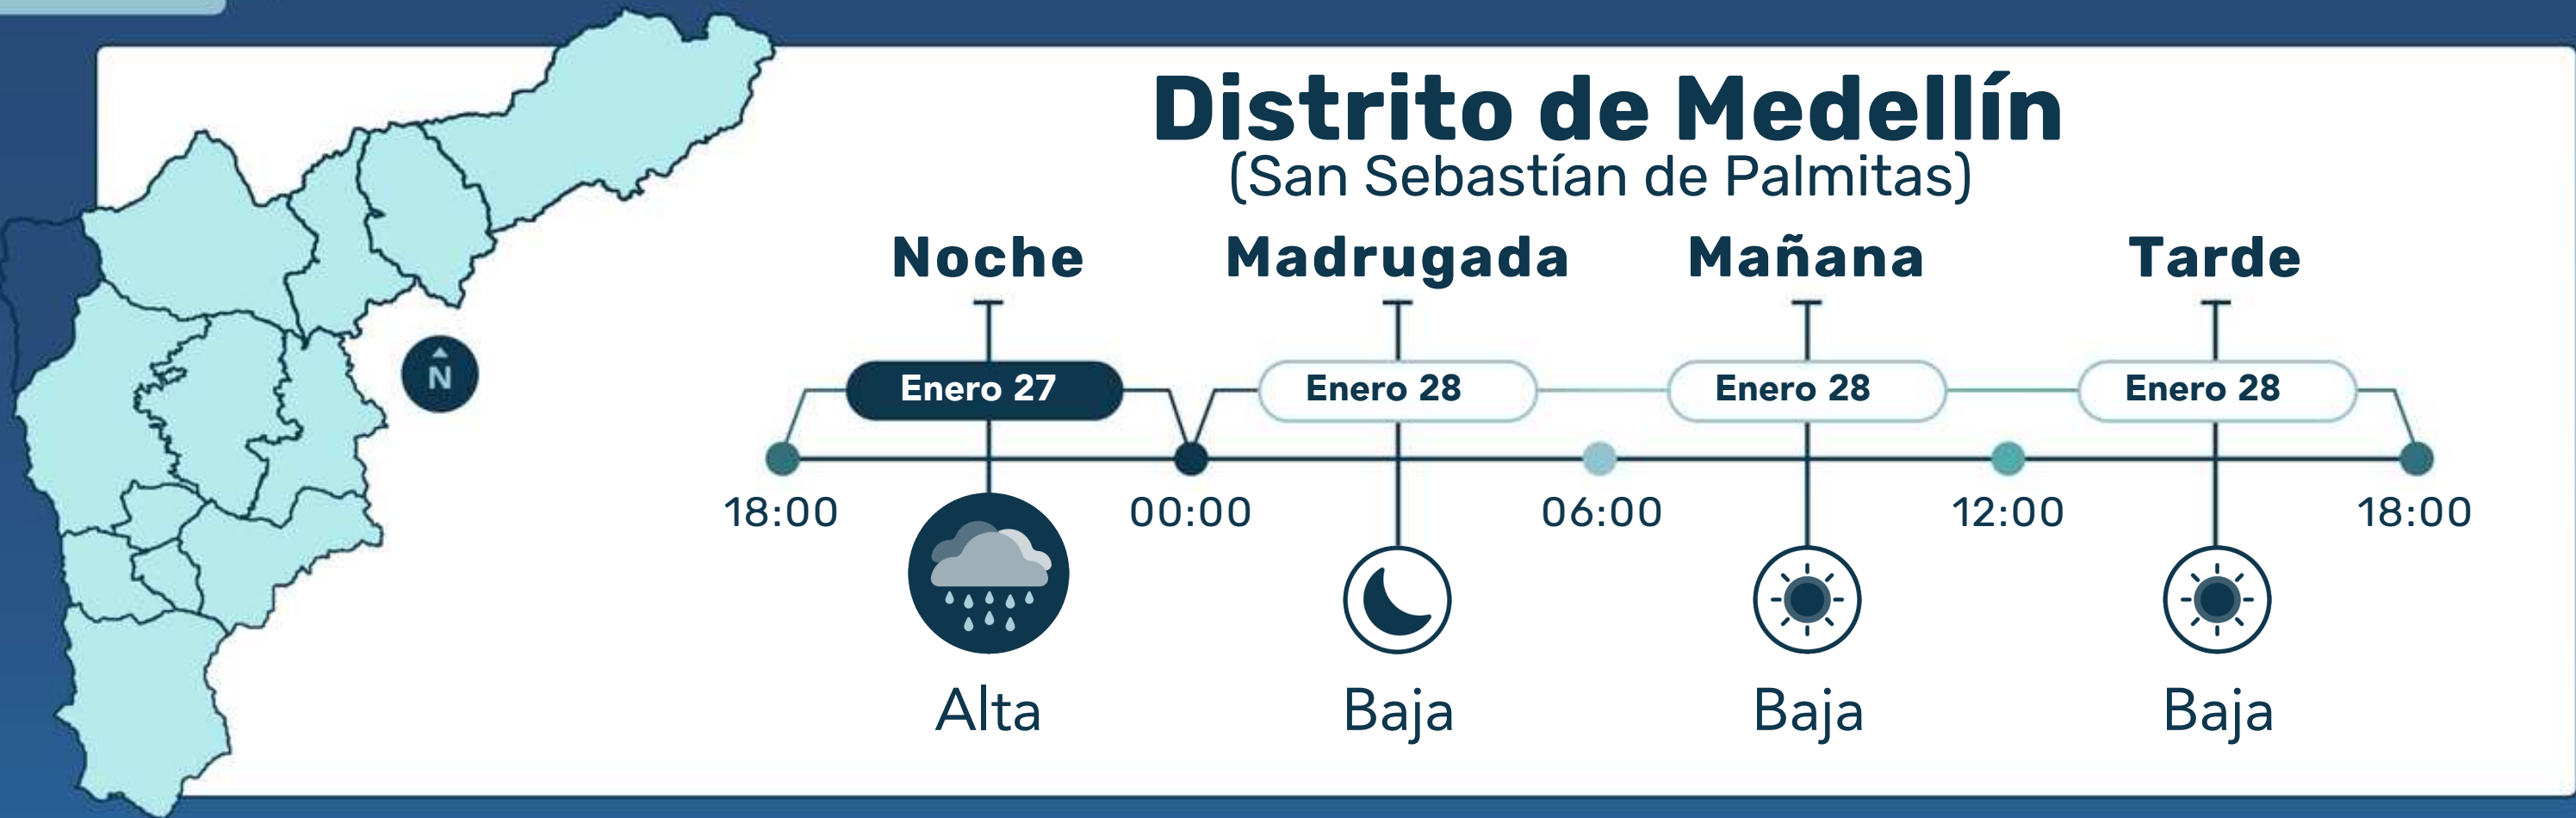 Distrito de Medellín
(San Sebastían de Palmitas)
Noche Madrugada Mañana Tarde
Enero 27 Enero 28 Enero 28 Enero 28
N
18:00 00:00 06:00 12:00 18:00
Alta Baja Baja Baja